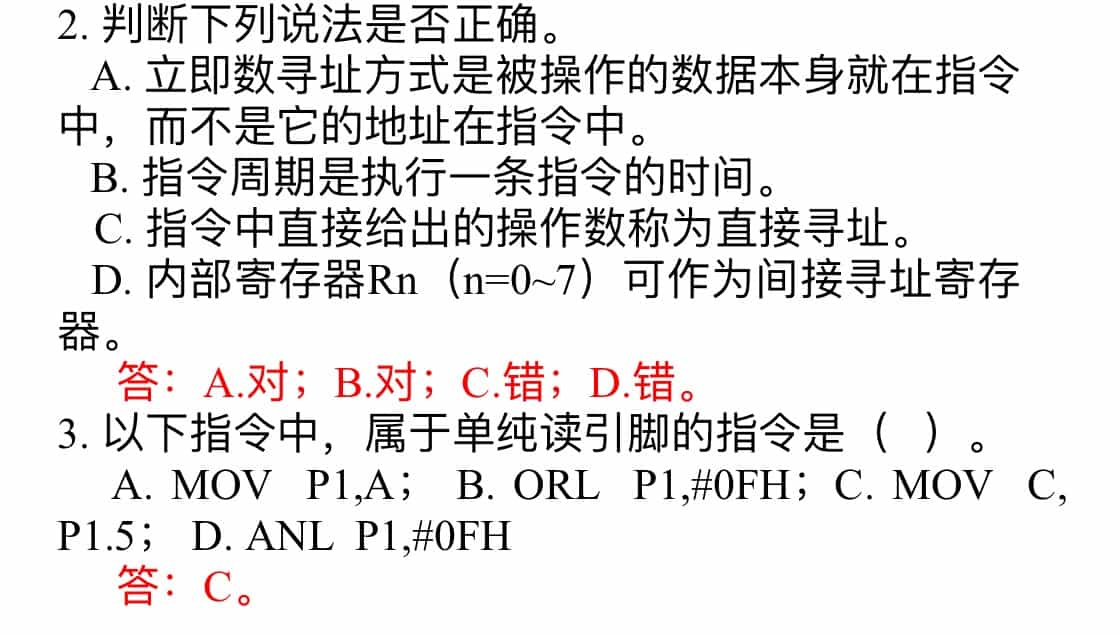 2. 判断下列说法是否正确。
A. 立即数寻址方式是被操作的数据本身就在指令
中，而不是它的地址在指令中。
B. 指令周期是执行一条指令的时间。
C. 指令中直接给出的操作数称为直接寻址。
D. 内部寄存器Rn（n=0~7）可作为间接寻址寄存
器。
答：A.对；B.对；C.错；D.错。
3. 以下指令中，属于单纯读引脚的指令是（ ）。
A. MOV P1,A； B. ORL P1,#0FH；C. MOV C,
P1.5； D. ANL P1,#0FH
答：C。